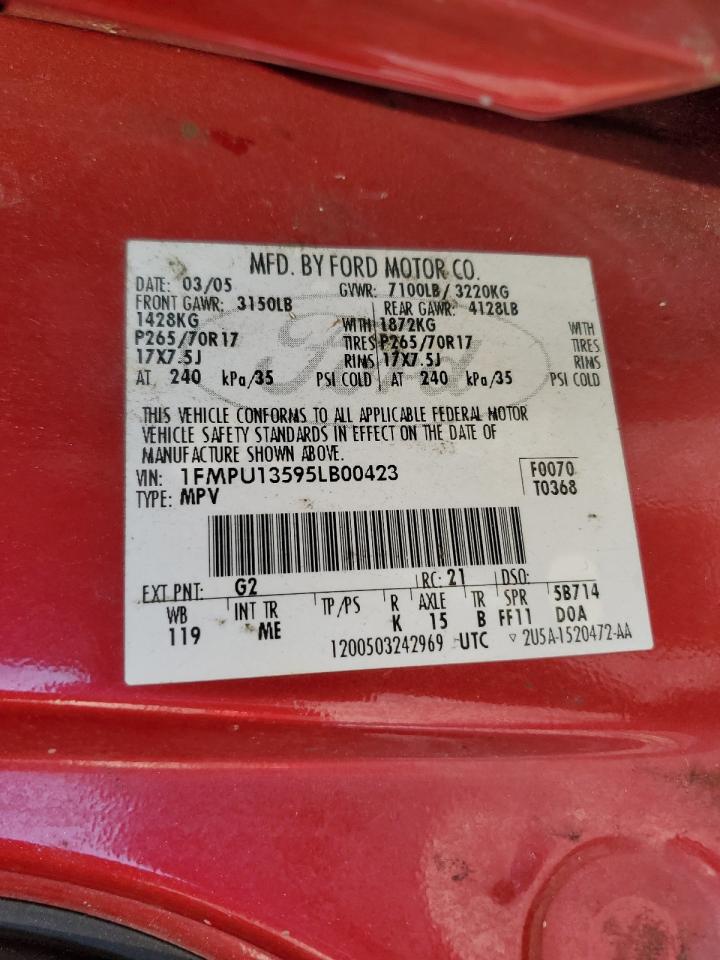 MFD. BY FORD MOTOR CO.
DATE: 03/05 GVWR: 7100LB / 3220KG
FRONT GAWR: 3150LB REAR GAWR: 4128LB
1428KG WITH 1872KG WITH
P265/70R17 TIRES P265/70R17 TIRES
17X7.5J RIMS 17X7.5J RIMS
AT 240 kPa/35 PSI COLD AT 240 kPa/35 PSI COLD
Ford
THIS VEHICLE CONFORMS TO ALL APPLICABLE FEDERAL MOTOR
VEHICLE SAFETY STANDARDS IN EFFECT ON THE DATE OF
MANUFACTURE SHOWN ABOVE.
VIN: 1FMPU13595LB00423 F0070
TYPE: MPV T0368
EXT PNT: G2 RC: 21 DSO:
WB INT TR TP/PS R AXLE TR SPR 5B714
119 ME K 15 B FF11 DOA
1200503242969 UTC ▽ 2U5A-1520472-AA